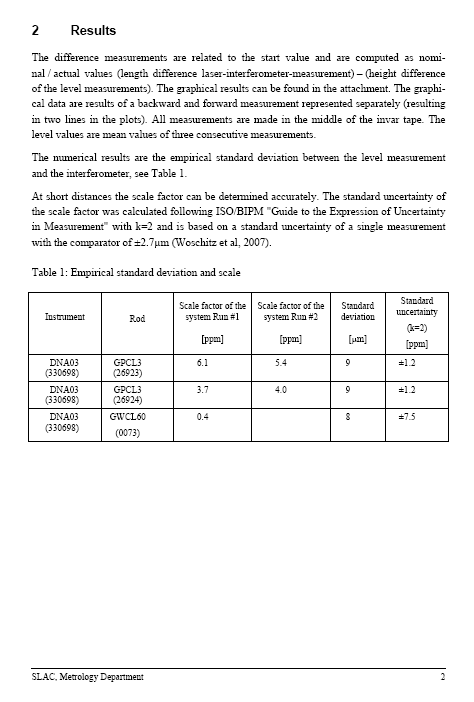 2 Results
The difference measurements are related to the start value and are computed as nomi-
nal / actual values (length difference laser-interferometer-measurement) – (height difference
of the level measurements). The graphical results can be found in the attachment. The graphi-
cal data are results of a backward and forward measurement represented separately (resulting
in two lines in the plots). All measurements are made in the middle of the invar tape. The
level values are mean values of three consecutive measurements.
The numerical results are the empirical standard deviation between the level measurement
and the interferometer, see Table 1.
At short distances the scale factor can be determined accurately. The standard uncertainty of
the scale factor was calculated following ISO/BIPM "Guide to the Expression of Uncertainty
in Measurement" with k=2 and is based on a standard uncertainty of a single measurement
with the comparator of ±2.7μm (Woschitz et al, 2007).
Table 1: Empirical standard deviation and scale
Instrument Rod Scale factor of the system Run #1 [ppm] Scale factor of the system Run #2 [ppm] Standard deviation [μm] Standard uncertainty (k=2) [ppm]
DNA03 GPCL3 6.1 5.4 9 ±1.2
(330698) (26923)
DNA03 GPCL3 3.7 4.0 9 ±1.2
(330698) (26924)
DNA03 GWCL60 0.4 8 ±7.5
(330698) (0073)
SLAC, Metrology Department 2